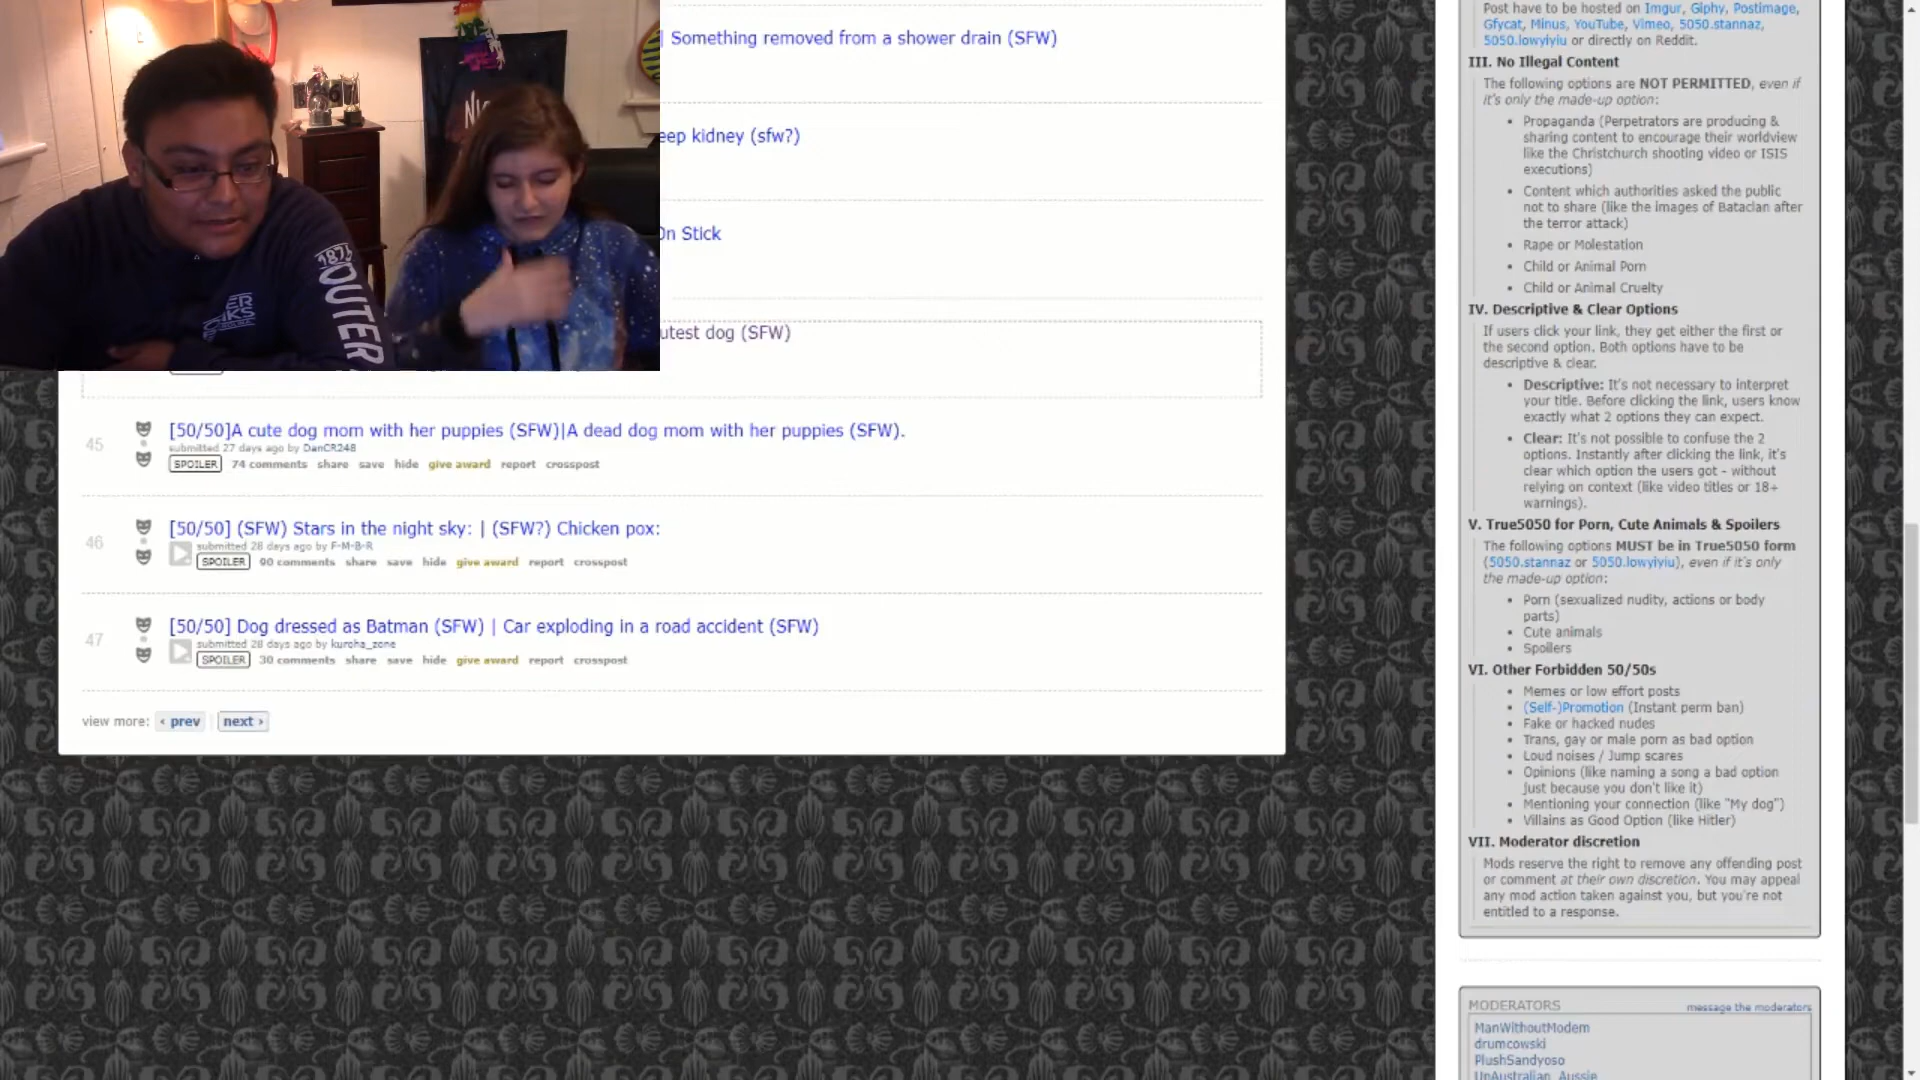 Something removed from a shower drain (SFW)
eep kidney (sfw?)
On Stick
utest dog (SFW)
1871
OUTER
NKS
45
[50/50]A cute dog mom with her puppies (SFW)|A dead dog mom with her puppies (SFW).
submitted 27 days ago by DanCR248
SPOILER 74 comments share save hide give award report crosspost
46
[50/50] (SFW) Stars in the night sky: | (SFW?) Chicken pox:
submitted 28 days ago by F-M-B-R
SPOILER 90 comments share save hide give award report crosspost
47
[50/50] Dog dressed as Batman (SFW) | Car exploding in a road accident (SFW)
submitted 28 days ago by kuroha_zone
SPOILER 30 comments share save hide give award report crosspost
view more: ‹ prev | next ›
Post have to be hosted on Imgur, Giphy, Postimage,
Gfycat, Minus, YouTube, Vimeo, 5050.stannaz,
5050.lowyiyiu or directly on Reddit.
III. No Illegal Content
The following options are NOT PERMITTED, even if
it's only the made-up option:
• Propaganda (Perpetrators are producing &
sharing content to encourage their worldview
like the Christchurch shooting video or ISIS
executions)
• Content which authorities asked the public
not to share (like the images of Bataclan after
the terror attack)
• Rape or Molestation
• Child or Animal Porn
• Child or Animal Cruelty
IV. Descriptive & Clear Options
If users click your link, they get either the first or
the second option. Both options have to be
descriptive & clear.
• Descriptive: It's not necessary to interpret
your title. Before clicking the link, users know
exactly what 2 options they can expect.
• Clear: It's not possible to confuse the 2
options. Instantly after clicking the link, it's
clear which option the users got - without
relying on context (like video titles or 18+
warnings).
V. True5050 for Porn, Cute Animals & Spoilers
The following options MUST be in True5050 form
(5050.stannaz or 5050.lowyiyiu), even if it's only
the made-up option:
• Porn (sexualized nudity, actions or body
parts)
• Cute animals
• Spoilers
VI. Other Forbidden 50/50s
• Memes or low effort posts
• (Self-)Promotion (Instant perm ban)
• Fake or hacked nudes
• Trans, gay or male porn as bad option
• Loud noises / Jump scares
• Opinions (like naming a song a bad option
just because you don't like it)
• Mentioning your connection (like "My dog")
• Villains as Good Option (like Hitler)
VII. Moderator discretion
Mods reserve the right to remove any offending post
or comment at their own discretion. You may appeal
any mod action taken against you, but you're not
entitled to a response.
MODERATORS message the moderators
ManWithoutModem
drumcowski
PlushSandyoso
UnAustralian_Aussie